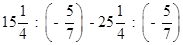 15 1/4 : (- 5/7) - 25 1/4 : (- 5/7)